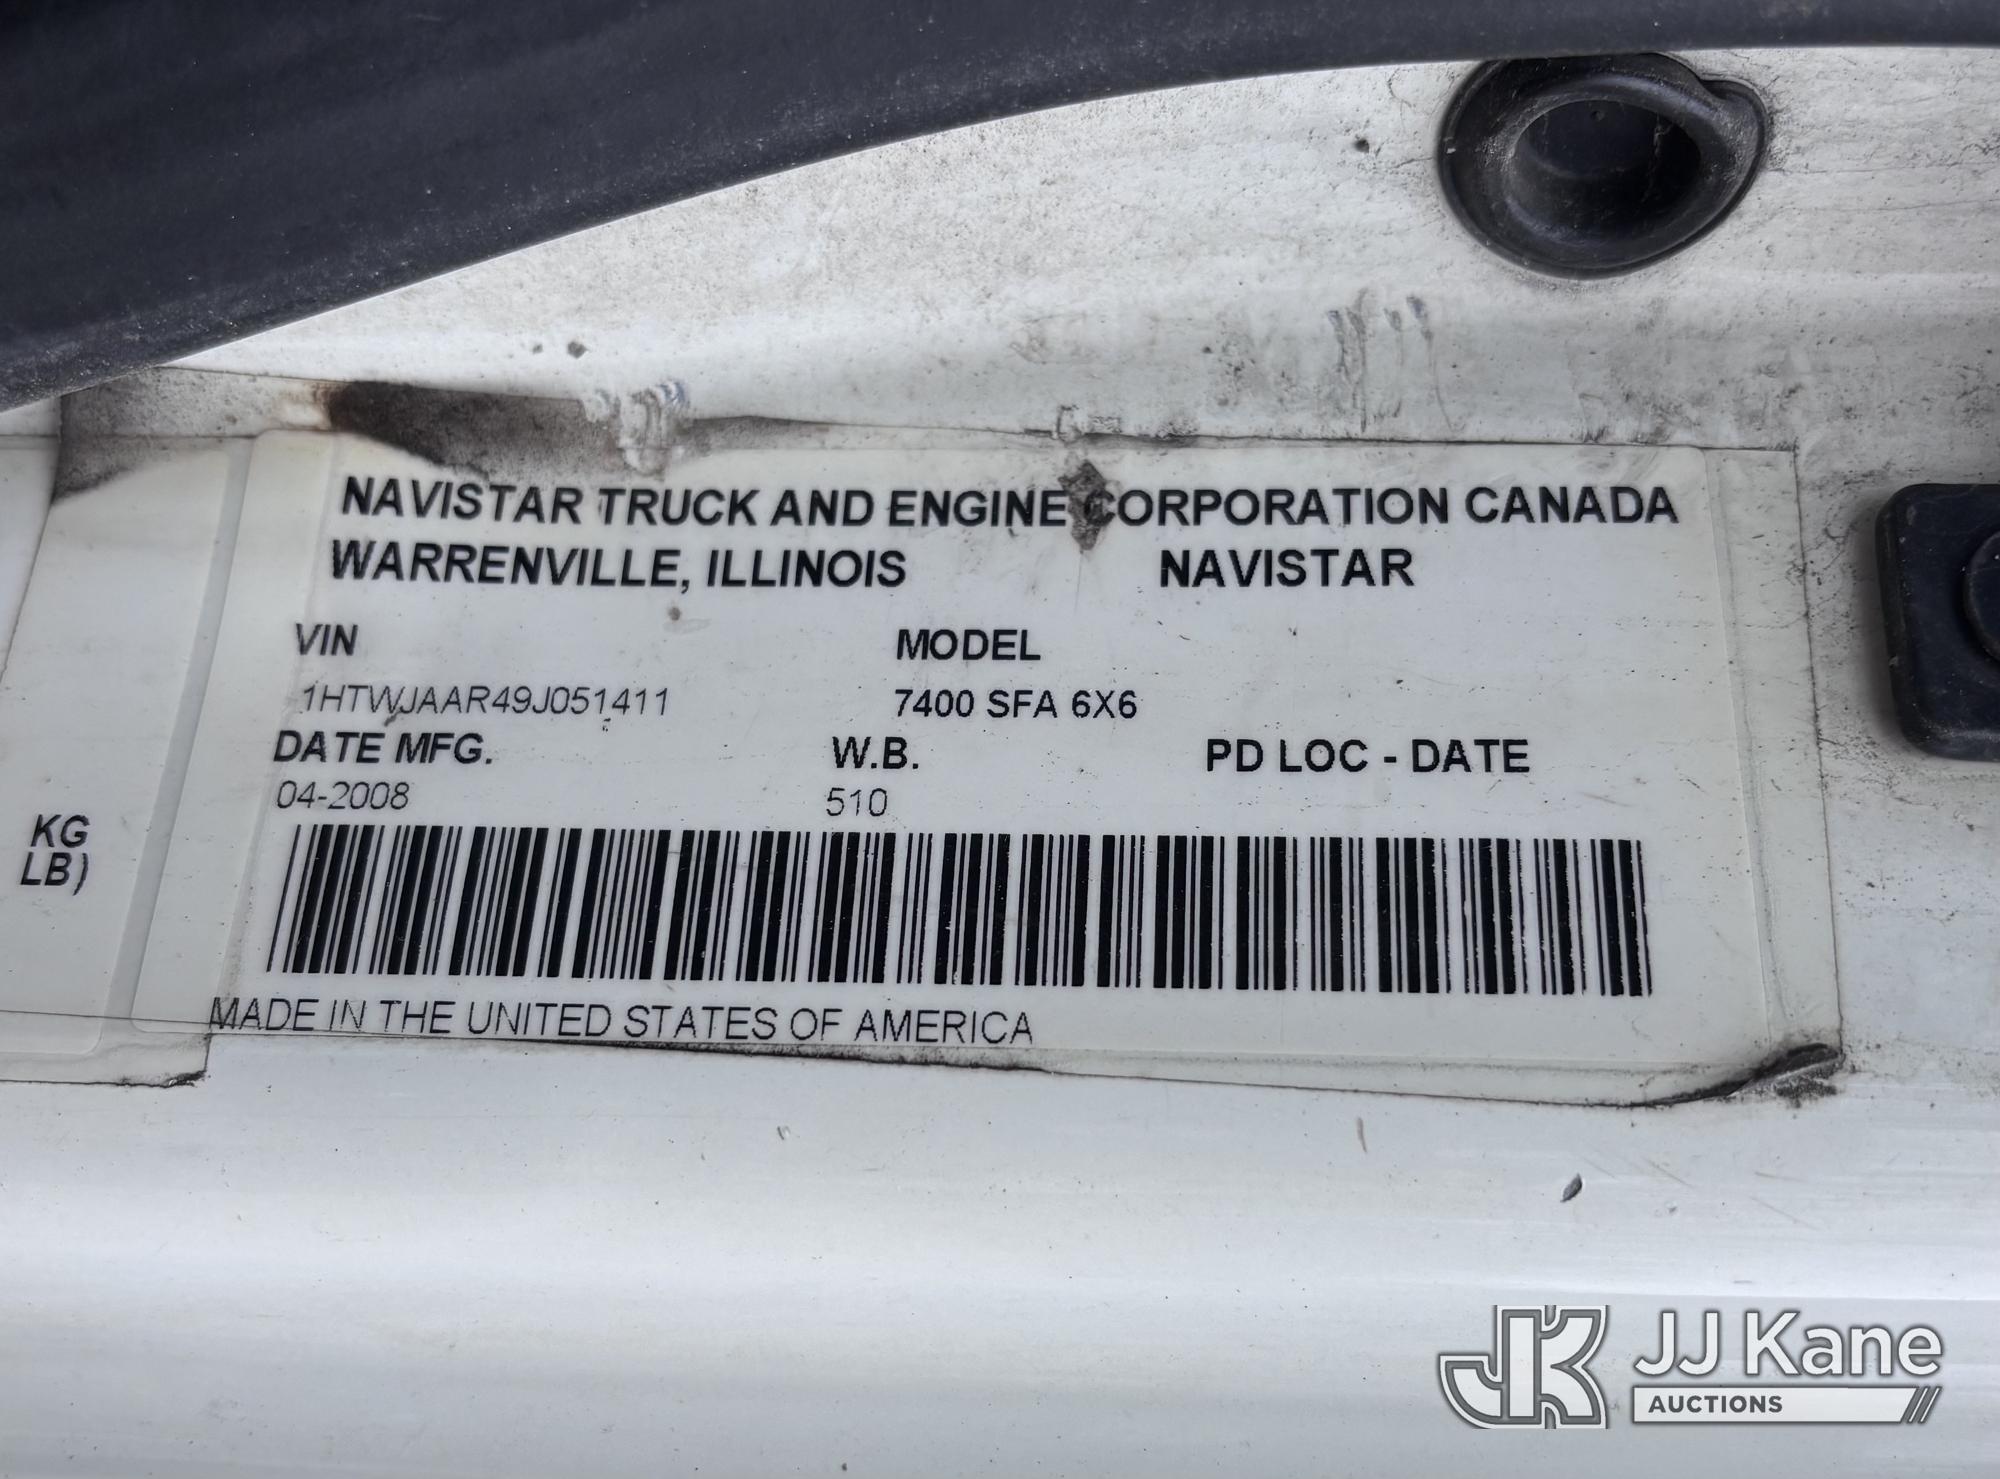 NAVISTAR TRUCK AND ENGINE CORPORATION CANADA
WARRENVILLE, ILLINOIS NAVISTAR
VIN MODEL
1HTWJAAR49J051411 7400 SFA 6X6
DATE MFG. W.B. PD LOC - DATE
04-2008 510
KG
LB)
MADE IN THE UNITED STATES OF AMERICA
JK JJ Kane
AUCTIONS